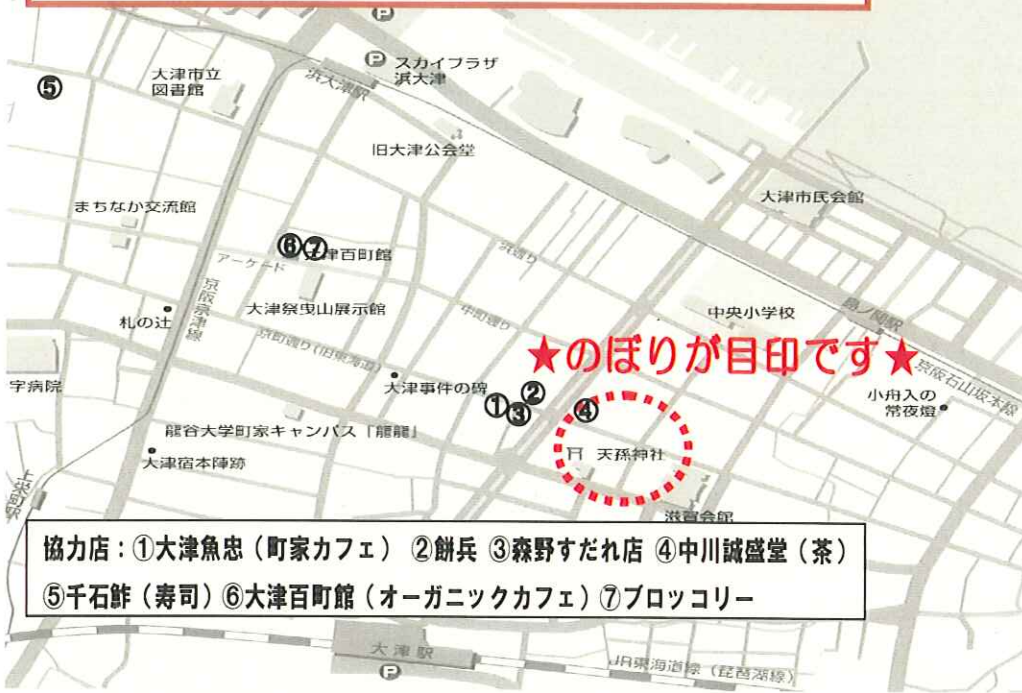 P
P スカイプラザ
浜大津
⑤
大津市立
図書館
浜大津駅
旧大津公会堂
大津市民会館
まちなか交流館
⑥⑦大津百町館
アーケード
浜通り
京阪京津線
大津祭曳山展示館
中町通り
中央小学校
島ノ関駅
札の辻
京町通り(旧東海道)
★のぼりが目印です★
京阪石山坂本線
字病院
大津事件の碑
①③②
④
小舟入の
常夜燈
龍谷大学町家キャンパス「龍龍」
天孫神社
大津宿本陣跡
上栄町駅
滋賀会館
協力店:①大津魚忠(町家カフェ) ②餅兵 ③森野すだれ店 ④中川誠盛堂(茶)
⑤千石鮓(寿司)⑥大津百町館(オーガニックカフェ)⑦ブロッコリー
大津駅
P
JR東海道線(琵琶湖線)